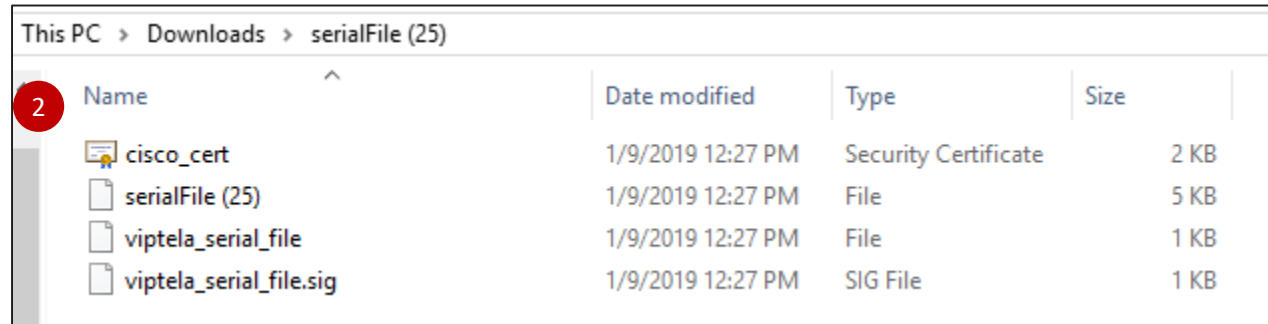 This PC > Downloads > serialFile (25)
2 Name Date modified Type Size
cisco_cert 1/9/2019 12:27 PM Security Certificate 2 KB
serialFile (25) 1/9/2019 12:27 PM File 5 KB
viptela_serial_file 1/9/2019 12:27 PM File 1 KB
viptela_serial_file.sig 1/9/2019 12:27 PM SIG File 1 KB